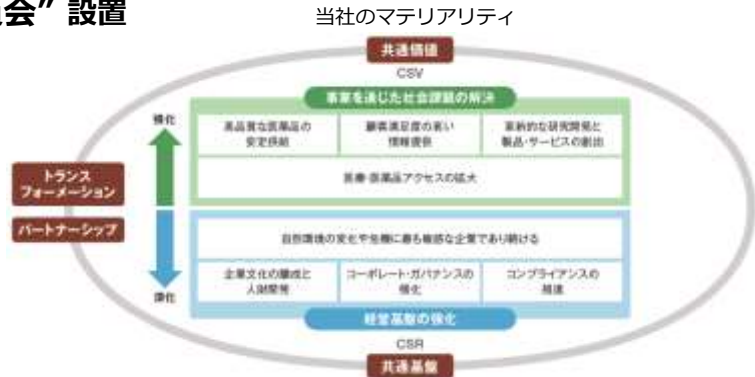 会” 設置
当社のマテリアリティ
共通価値
CSV
事業を通じた社会課題の解決
強化
高品質な医薬品の
安定供給
顧客満足度の高い
情報提供
革新的な研究開発と
製品・サービスの創出
医療・医薬品アクセスの拡大
トランス
フォーメーション
パートナーシップ
自然環境の変化や危機に最も敏感な企業であり続ける
企業文化の醸成と
人財開発
コーポレート・ガバナンスの
強化
コンプライアンスの
推進
深化
経営基盤の強化
CSR
共通基盤